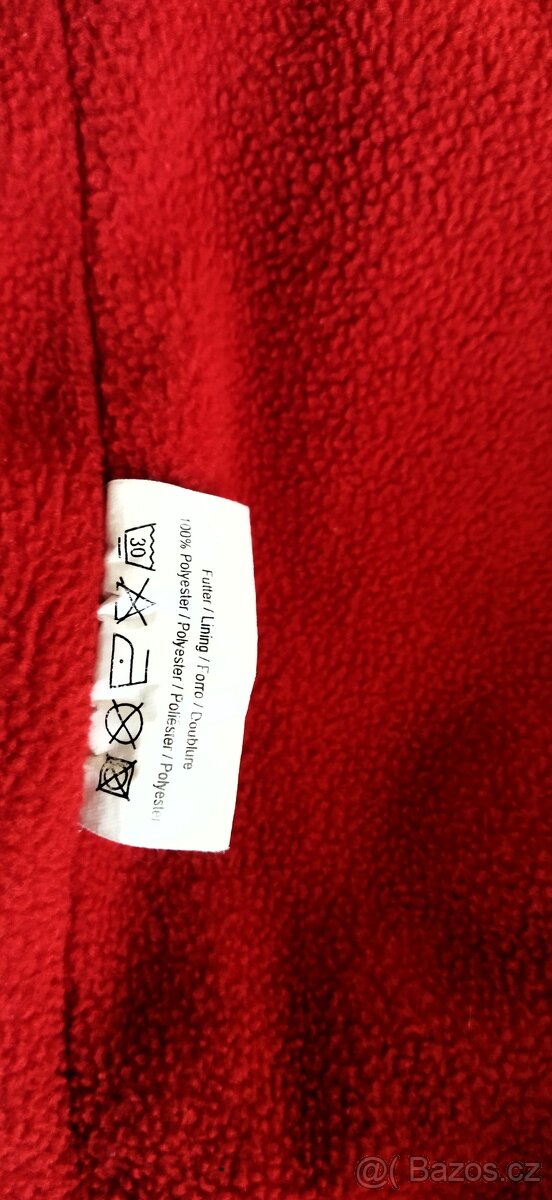 Futter / Lining / Forro / Doublure
100% Polyester / Polyester / Poliéster / Polyester
30
@( Bazos.cz